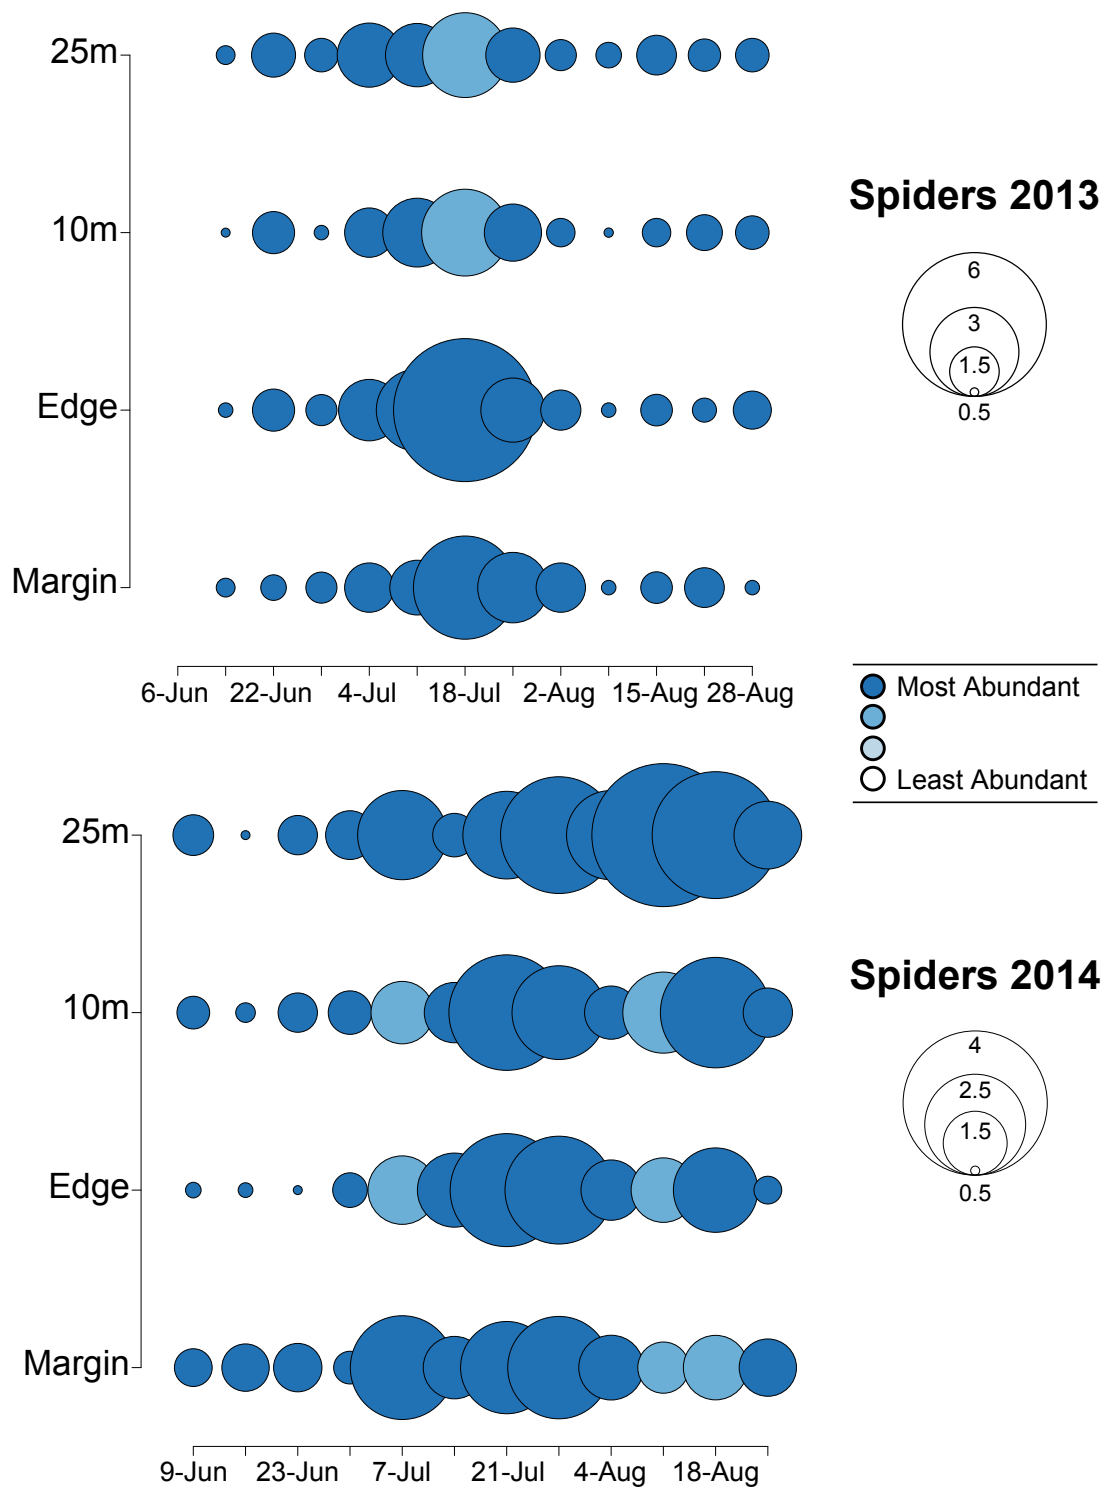 25m
10m
Edge
Margin
6-Jun 22-Jun 4-Jul 18-Jul 2-Aug 15-Aug 28-Aug
Spiders 2013
6
3
1.5
0.5
Most Abundant
Least Abundant
25m
10m
Edge
Margin
9-Jun 23-Jun 7-Jul 21-Jul 4-Aug 18-Aug
Spiders 2014
4
2.5
1.5
0.5